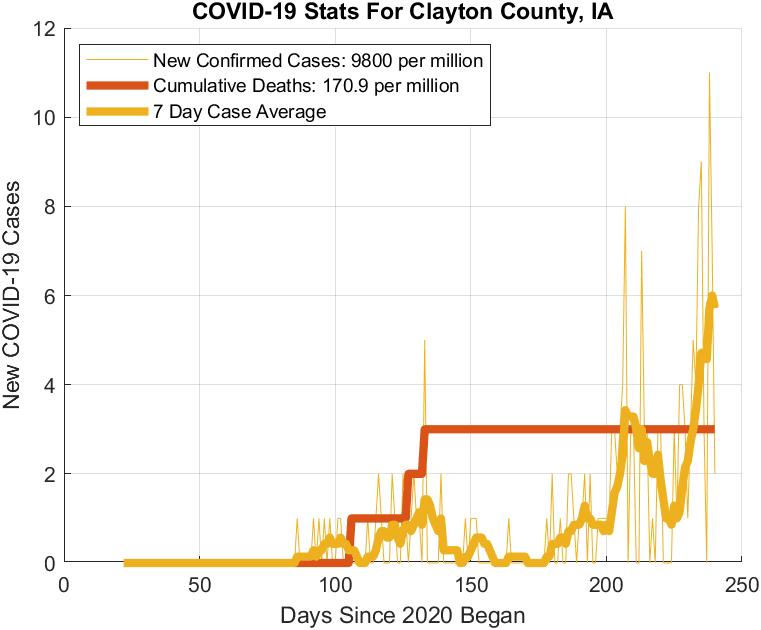 COVID-19 Stats For Clayton County, IA
New Confirmed Cases: 9800 per million
Cumulative Deaths: 170.9 per million
7 Day Case Average
New COVID-19 Cases
12
10
8
6
4
2
0
0
50
100
150
200
250
Days Since 2020 Began